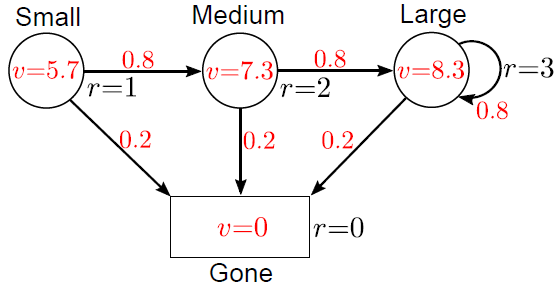 Small
Medium
Large
v=5.7
0.8
r=1
v=7.3
0.8
r=2
v=8.3
r=3
0.8
0.2
0.2
0.2
v=0
r=0
Gone